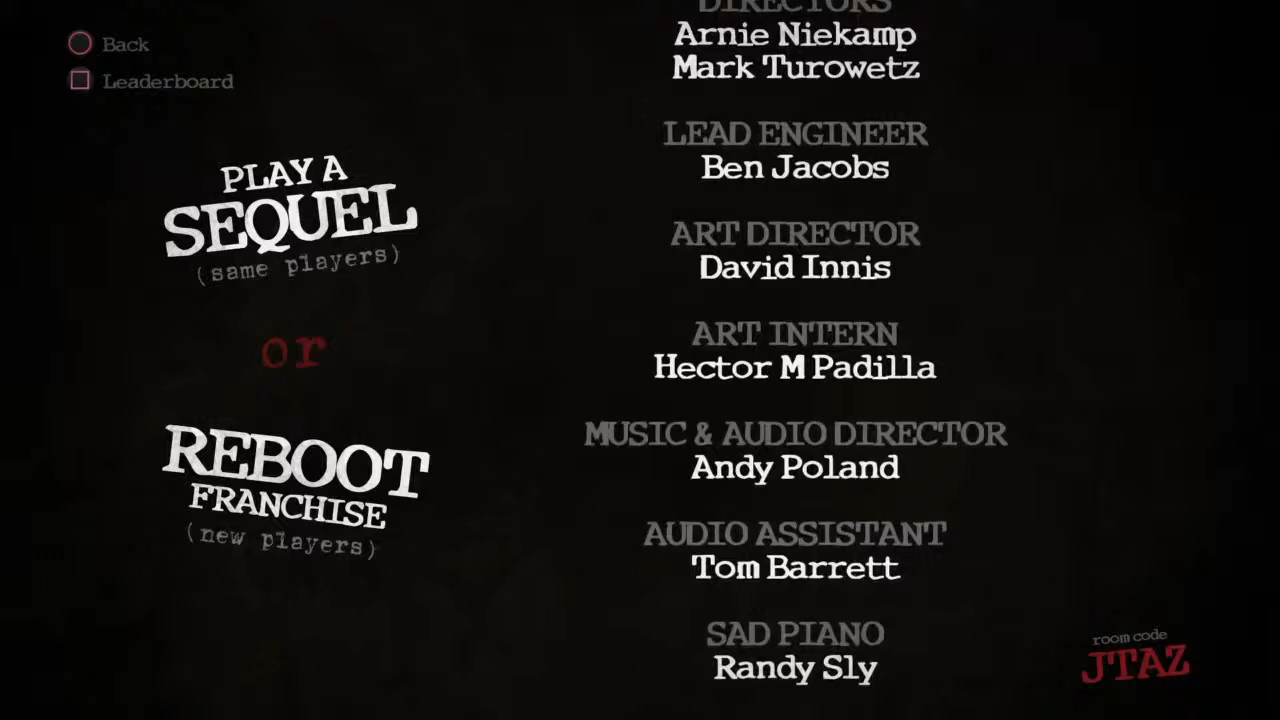 Back
Leaderboard
PLAY A
SEQUEL
(same players)
or
REBOOT
FRANCHISE
(new players)
DIRECTORS
Arnie Niekamp
Mark Turowetz
LEAD ENGINEER
Ben Jacobs
ART DIRECTOR
David Innis
ART INTERN
Hector M Padilla
MUSIC & AUDIO DIRECTOR
Andy Poland
AUDIO ASSISTANT
Tom Barrett
SAD PIANO
Randy Sly
room code
JTAZ